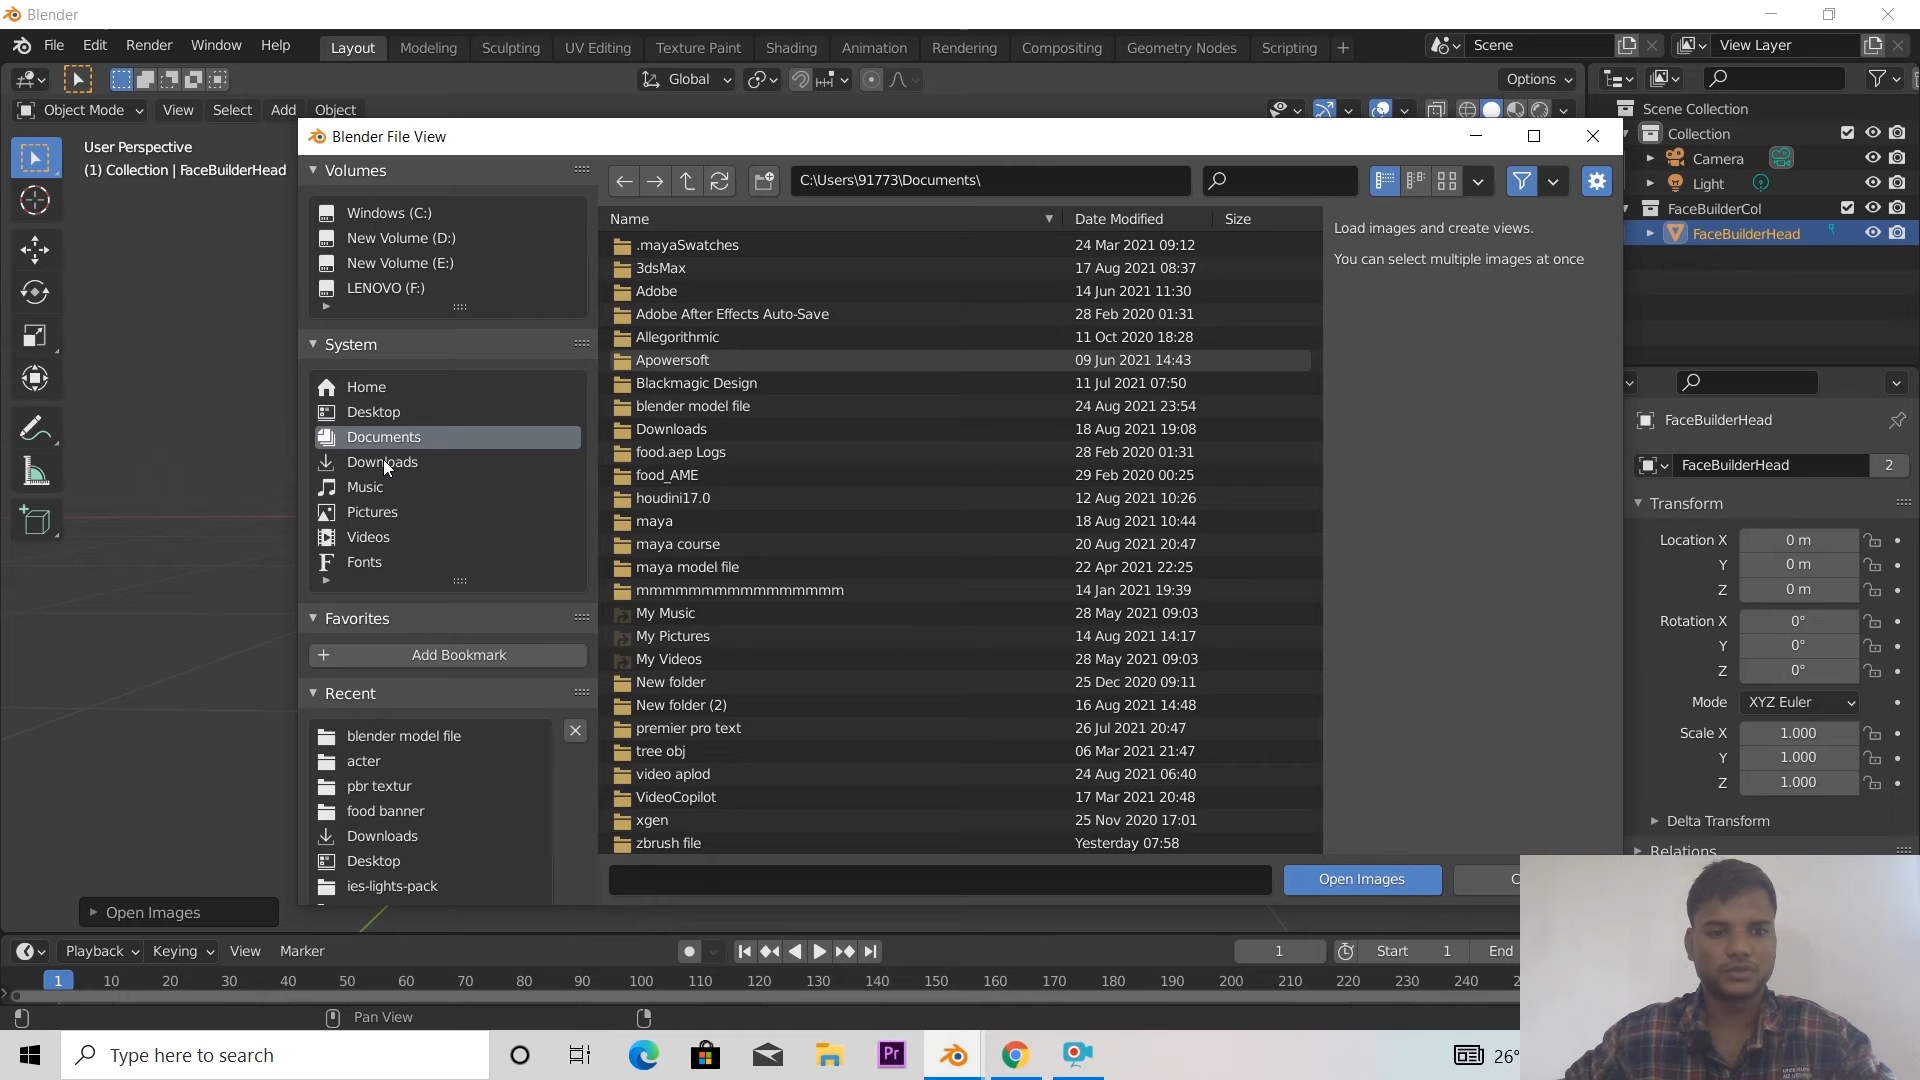 Blender
File Edit Render Window Help Layout Modeling Sculpting UV Editing Texture Paint Shading Animation Rendering Compositing Geometry Nodes Scripting + Scene View Layer
Global Options
Object Mode View Select Add Object
User Perspective
(1) Collection | FaceBuilderHead
Scene Collection
Collection
Camera
Light
FaceBuilderCol
FaceBuilderHead
Blender File View
Volumes
Windows (C:)
New Volume (D:)
New Volume (E:)
LENOVO (F:)
System
Home
Desktop
Documents
Downloads
Music
Pictures
Videos
Fonts
Favorites
Add Bookmark
Recent
blender model file
acter
pbr textur
food banner
Downloads
Desktop
ies-lights-pack
C:\Users\91773\Documents\
Name Date Modified Size
.mayaSwatches 24 Mar 2021 09:12
3dsMax 17 Aug 2021 08:37
Adobe 14 Jun 2021 11:30
Adobe After Effects Auto-Save 28 Feb 2020 01:31
Allegorithmic 11 Oct 2020 18:28
Apowersoft 09 Jun 2021 14:43
Blackmagic Design 11 Jul 2021 07:50
blender model file 24 Aug 2021 23:54
Downloads 18 Aug 2021 19:08
food.aep Logs 28 Feb 2020 01:31
food_AME 29 Feb 2020 00:25
houdini17.0 12 Aug 2021 10:26
maya 18 Aug 2021 10:44
maya course 20 Aug 2021 20:47
maya model file 22 Apr 2021 22:25
mmmmmmmmmmmmmmmm 14 Jan 2021 19:39
My Music 28 May 2021 09:03
My Pictures 14 Aug 2021 14:17
My Videos 28 May 2021 09:03
New folder 25 Dec 2020 09:11
New folder (2) 16 Aug 2021 14:48
premier pro text 26 Jul 2021 20:47
tree obj 06 Mar 2021 21:47
video aplod 24 Aug 2021 06:40
VideoCopilot 17 Mar 2021 20:48
xgen 25 Nov 2020 17:01
zbrush file Yesterday 07:58
Load images and create views.
You can select multiple images at once
Open Images
FaceBuilderHead
FaceBuilderHead 2
Transform
Location X 0 m
Y 0 m
Z 0 m
Rotation X 0°
Y 0°
Z 0°
Mode XYZ Euler
Scale X 1.000
Y 1.000
Z 1.000
Delta Transform
Relations
Open Images
Playback Keying View Marker 1 Start 1 End
1 10 20 30 40 50 60 70 80 90 100 110 120 130 140 150 160 170 180 190 200 210 220 230 240
Pan View
Type here to search Pr 26°